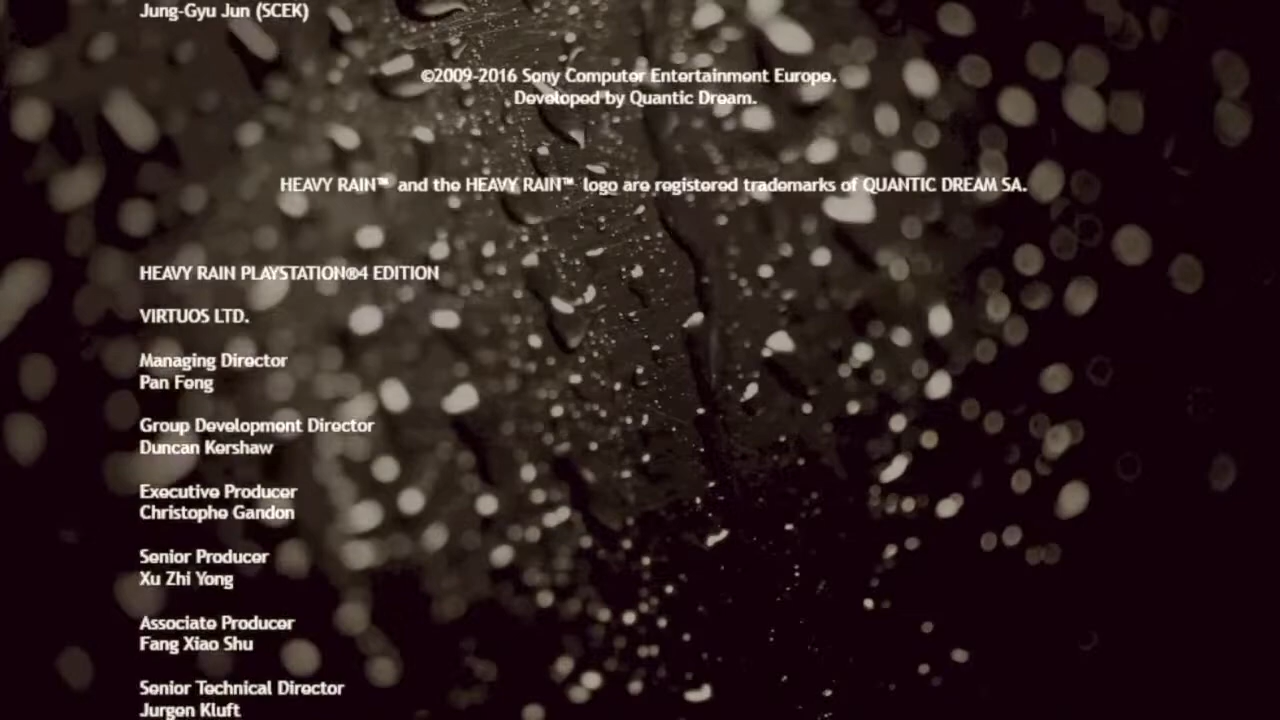 Jung-Gyu Jun (SCEK)
©2009-2016 Sony Computer Entertainment Europe.
Developed by Quantic Dream.
HEAVY RAIN™ and the HEAVY RAIN™ logo are registered trademarks of QUANTIC DREAM SA.
HEAVY RAIN PLAYSTATION®4 EDITION
VIRTUOS LTD.
Managing Director
Pan Feng
Group Development Director
Duncan Kershaw
Executive Producer
Christophe Gandon
Senior Producer
Xu Zhi Yong
Associate Producer
Fang Xiao Shu
Senior Technical Director
Jurgen Kluft